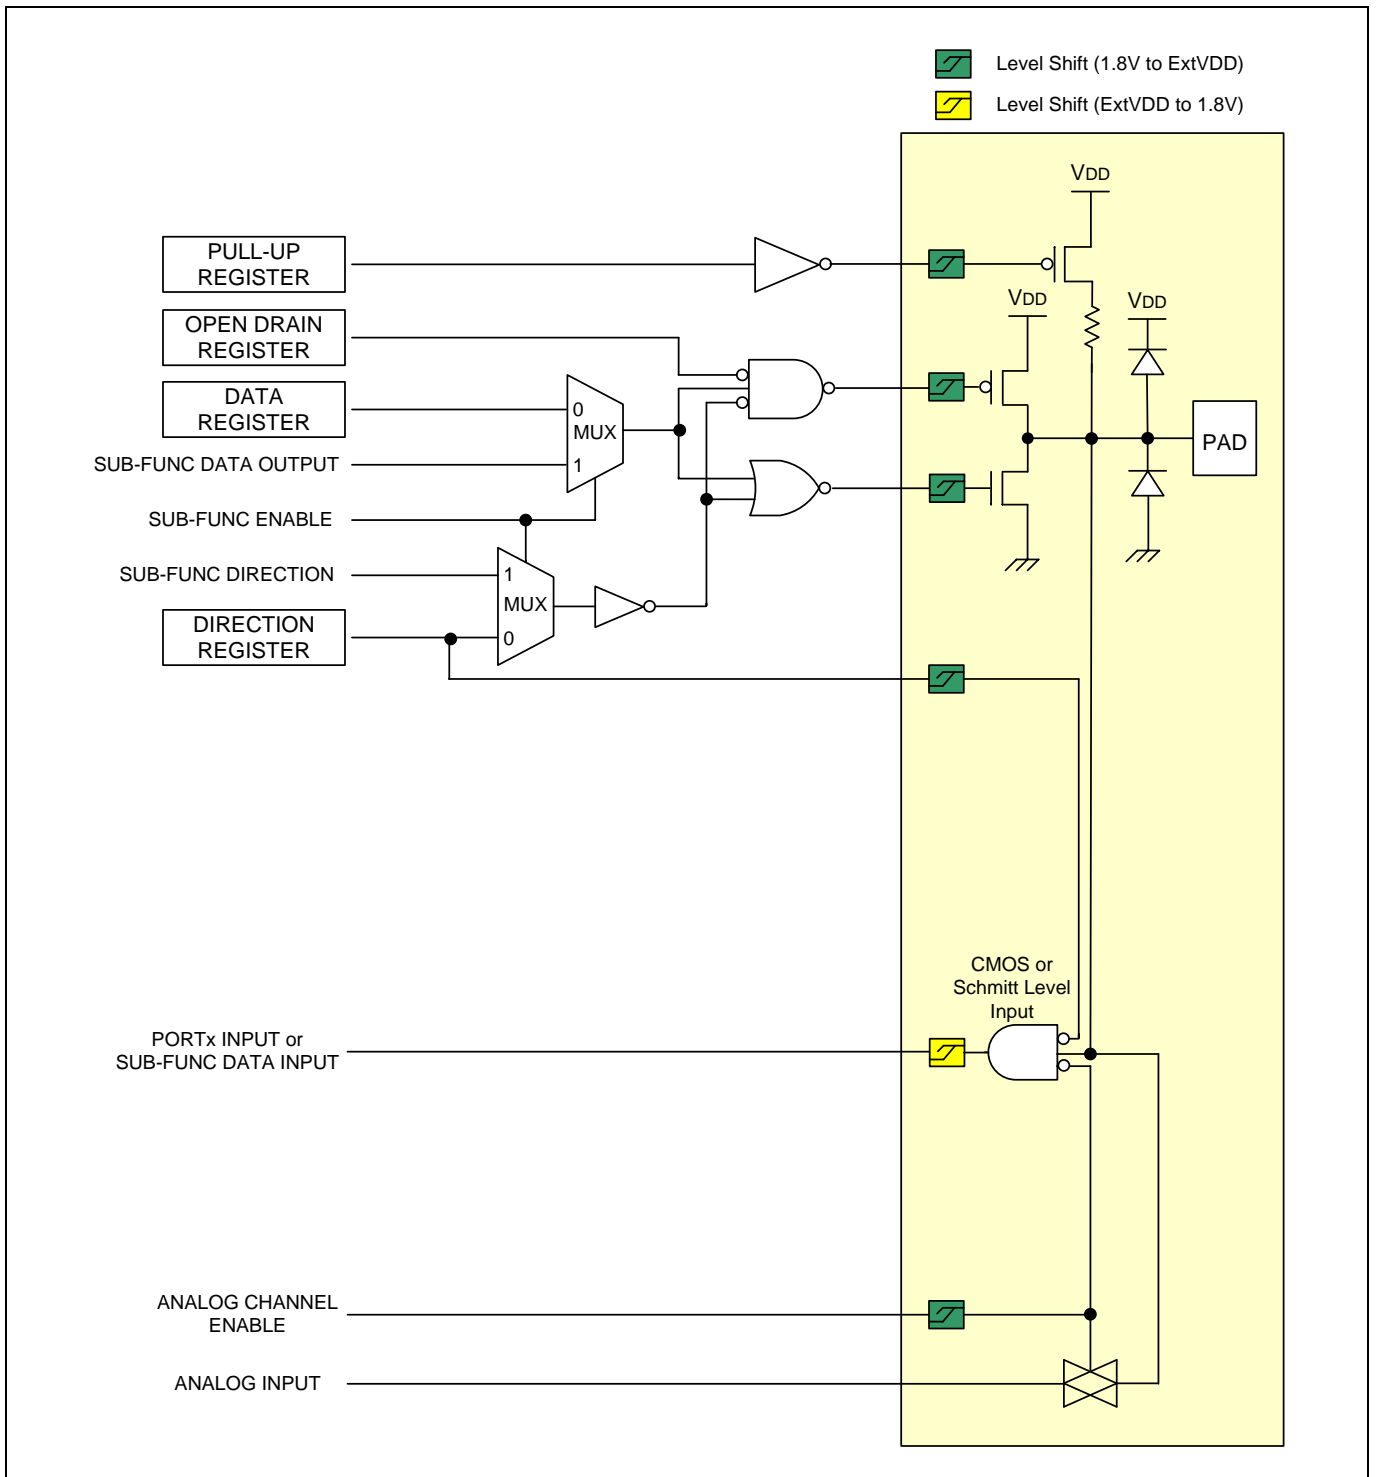 Level Shift (1.8V to ExtVDD)
Level Shift (ExtVDD to 1.8V)
VDD
PULL-UP
REGISTER
VDD
VDD
OPEN DRAIN
REGISTER
DATA
REGISTER
0
MUX
1
PAD
SUB-FUNC DATA OUTPUT
SUB-FUNC ENABLE
SUB-FUNC DIRECTION
1
MUX
0
DIRECTION
REGISTER
CMOS or
Schmitt Level
Input
PORTx INPUT or
SUB-FUNC DATA INPUT
ANALOG CHANNEL
ENABLE
ANALOG INPUT